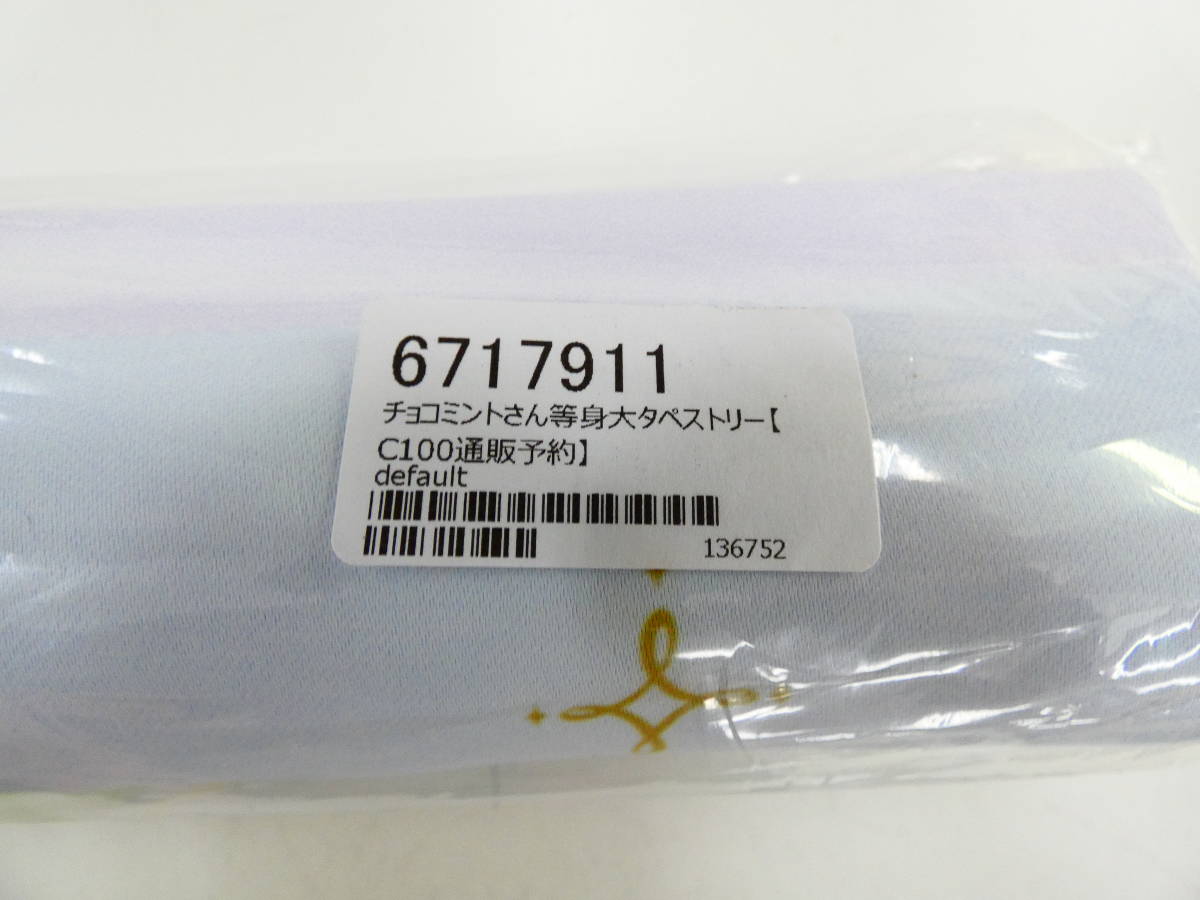 6717911
チョコミントさん等身大タペストリー【
C100通販予約】
default
136752